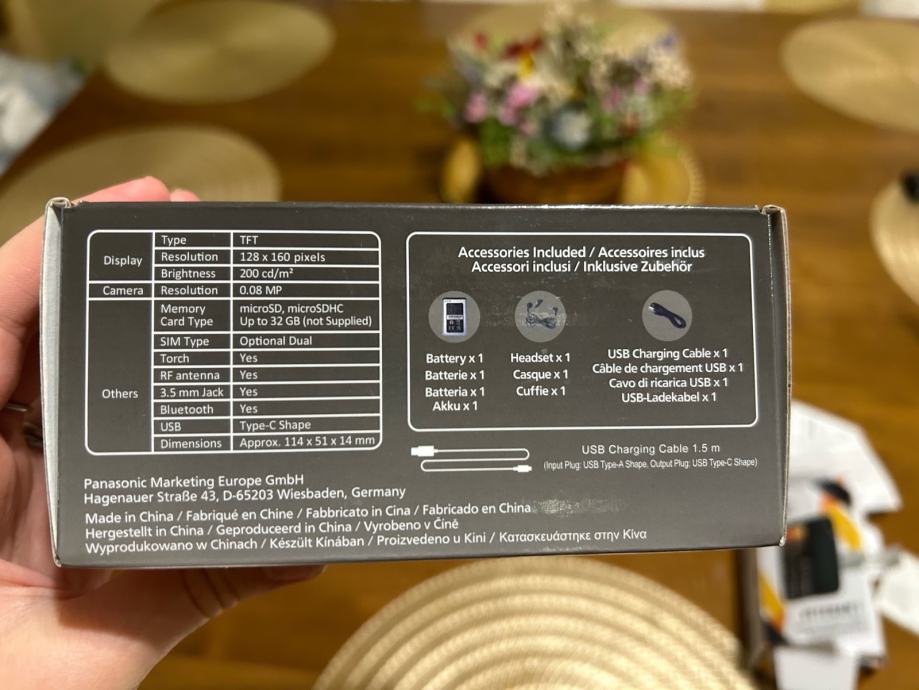 Display
Type TFT
Resolution 128 x 160 pixels
Brightness 200 cd/m²
Camera Resolution 0.08 MP
Others
Memory Card Type microSD, microSDHC
Up to 32 GB (not Supplied)
SIM Type Optional Dual
Torch Yes
RF antenna Yes
3.5 mm Jack Yes
Bluetooth Yes
USB Type-C Shape
Dimensions Approx. 114 x 51 x 14 mm
Accessories Included / Accessoires inclus
Accessori inclusi / Inklusive Zubehör
Battery x 1
Batterie x 1
Batteria x 1
Akku x 1
Headset x 1
Casque x 1
Cuffie x 1
USB Charging Cable x 1
Câble de chargement USB x 1
Cavo di ricarica USB x 1
USB-Ladekabel x 1
USB Charging Cable 1.5 m
(Input Plug: USB Type-A Shape, Output Plug: USB Type-C Shape)
Panasonic Marketing Europe GmbH
Hagenauer Straße 43, D-65203 Wiesbaden, Germany
Made in China / Fabriqué en Chine / Fabbricato in Cina / Fabricado en China
Hergestellt in China / Geproduceerd in China / Vyrobeno v Číně
Wyprodukowano w Chinach / Készült Kínában / Proizvedeno u Kini / Κατασκευάστηκε στην Κίνα